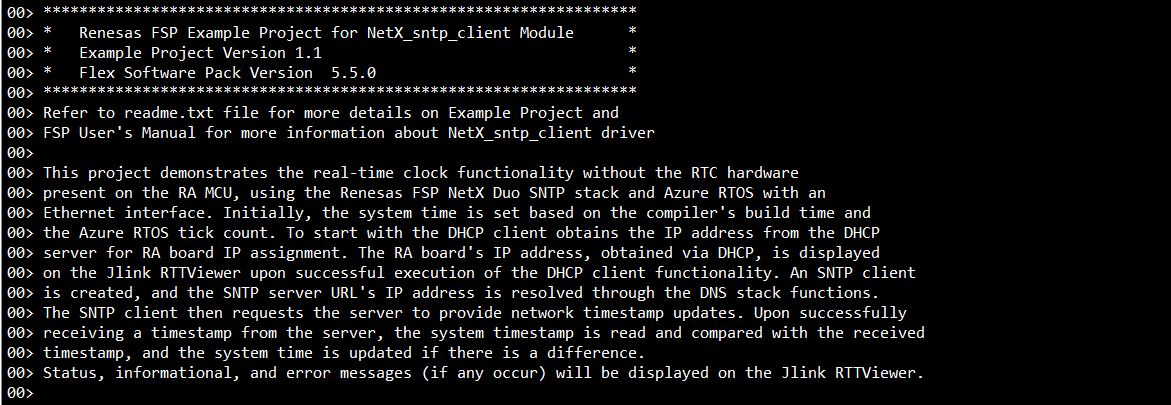 00> ******************************************************************
00> *   Renesas FSP Example Project for NetX_sntp_client Module      *
00> *   Example Project Version 1.1                                  *
00> *   Flex Software Pack Version  5.5.0                            *
00> ******************************************************************
00> Refer to readme.txt file for more details on Example Project and
00> FSP User's Manual for more information about NetX_sntp_client driver
00>
00> This project demonstrates the real-time clock functionality without the RTC hardware
00> present on the RA MCU, using the Renesas FSP NetX Duo SNTP stack and Azure RTOS with an
00> Ethernet interface. Initially, the system time is set based on the compiler's build time and
00> the Azure RTOS tick count. To start with the DHCP client obtains the IP address from the DHCP
00> server for RA board IP assignment. The RA board's IP address, obtained via DHCP, is displayed
00> on the Jlink RTTViewer upon successful execution of the DHCP client functionality. An SNTP client
00> is created, and the SNTP server URL's IP address is resolved through the DNS stack functions.
00> The SNTP client then requests the server to provide network timestamp updates. Upon successfully
00> receiving a timestamp from the server, the system timestamp is read and compared with the received
00> timestamp, and the system time is updated if there is a difference.
00> Status, informational, and error messages (if any occur) will be displayed on the Jlink RTTViewer.
00>